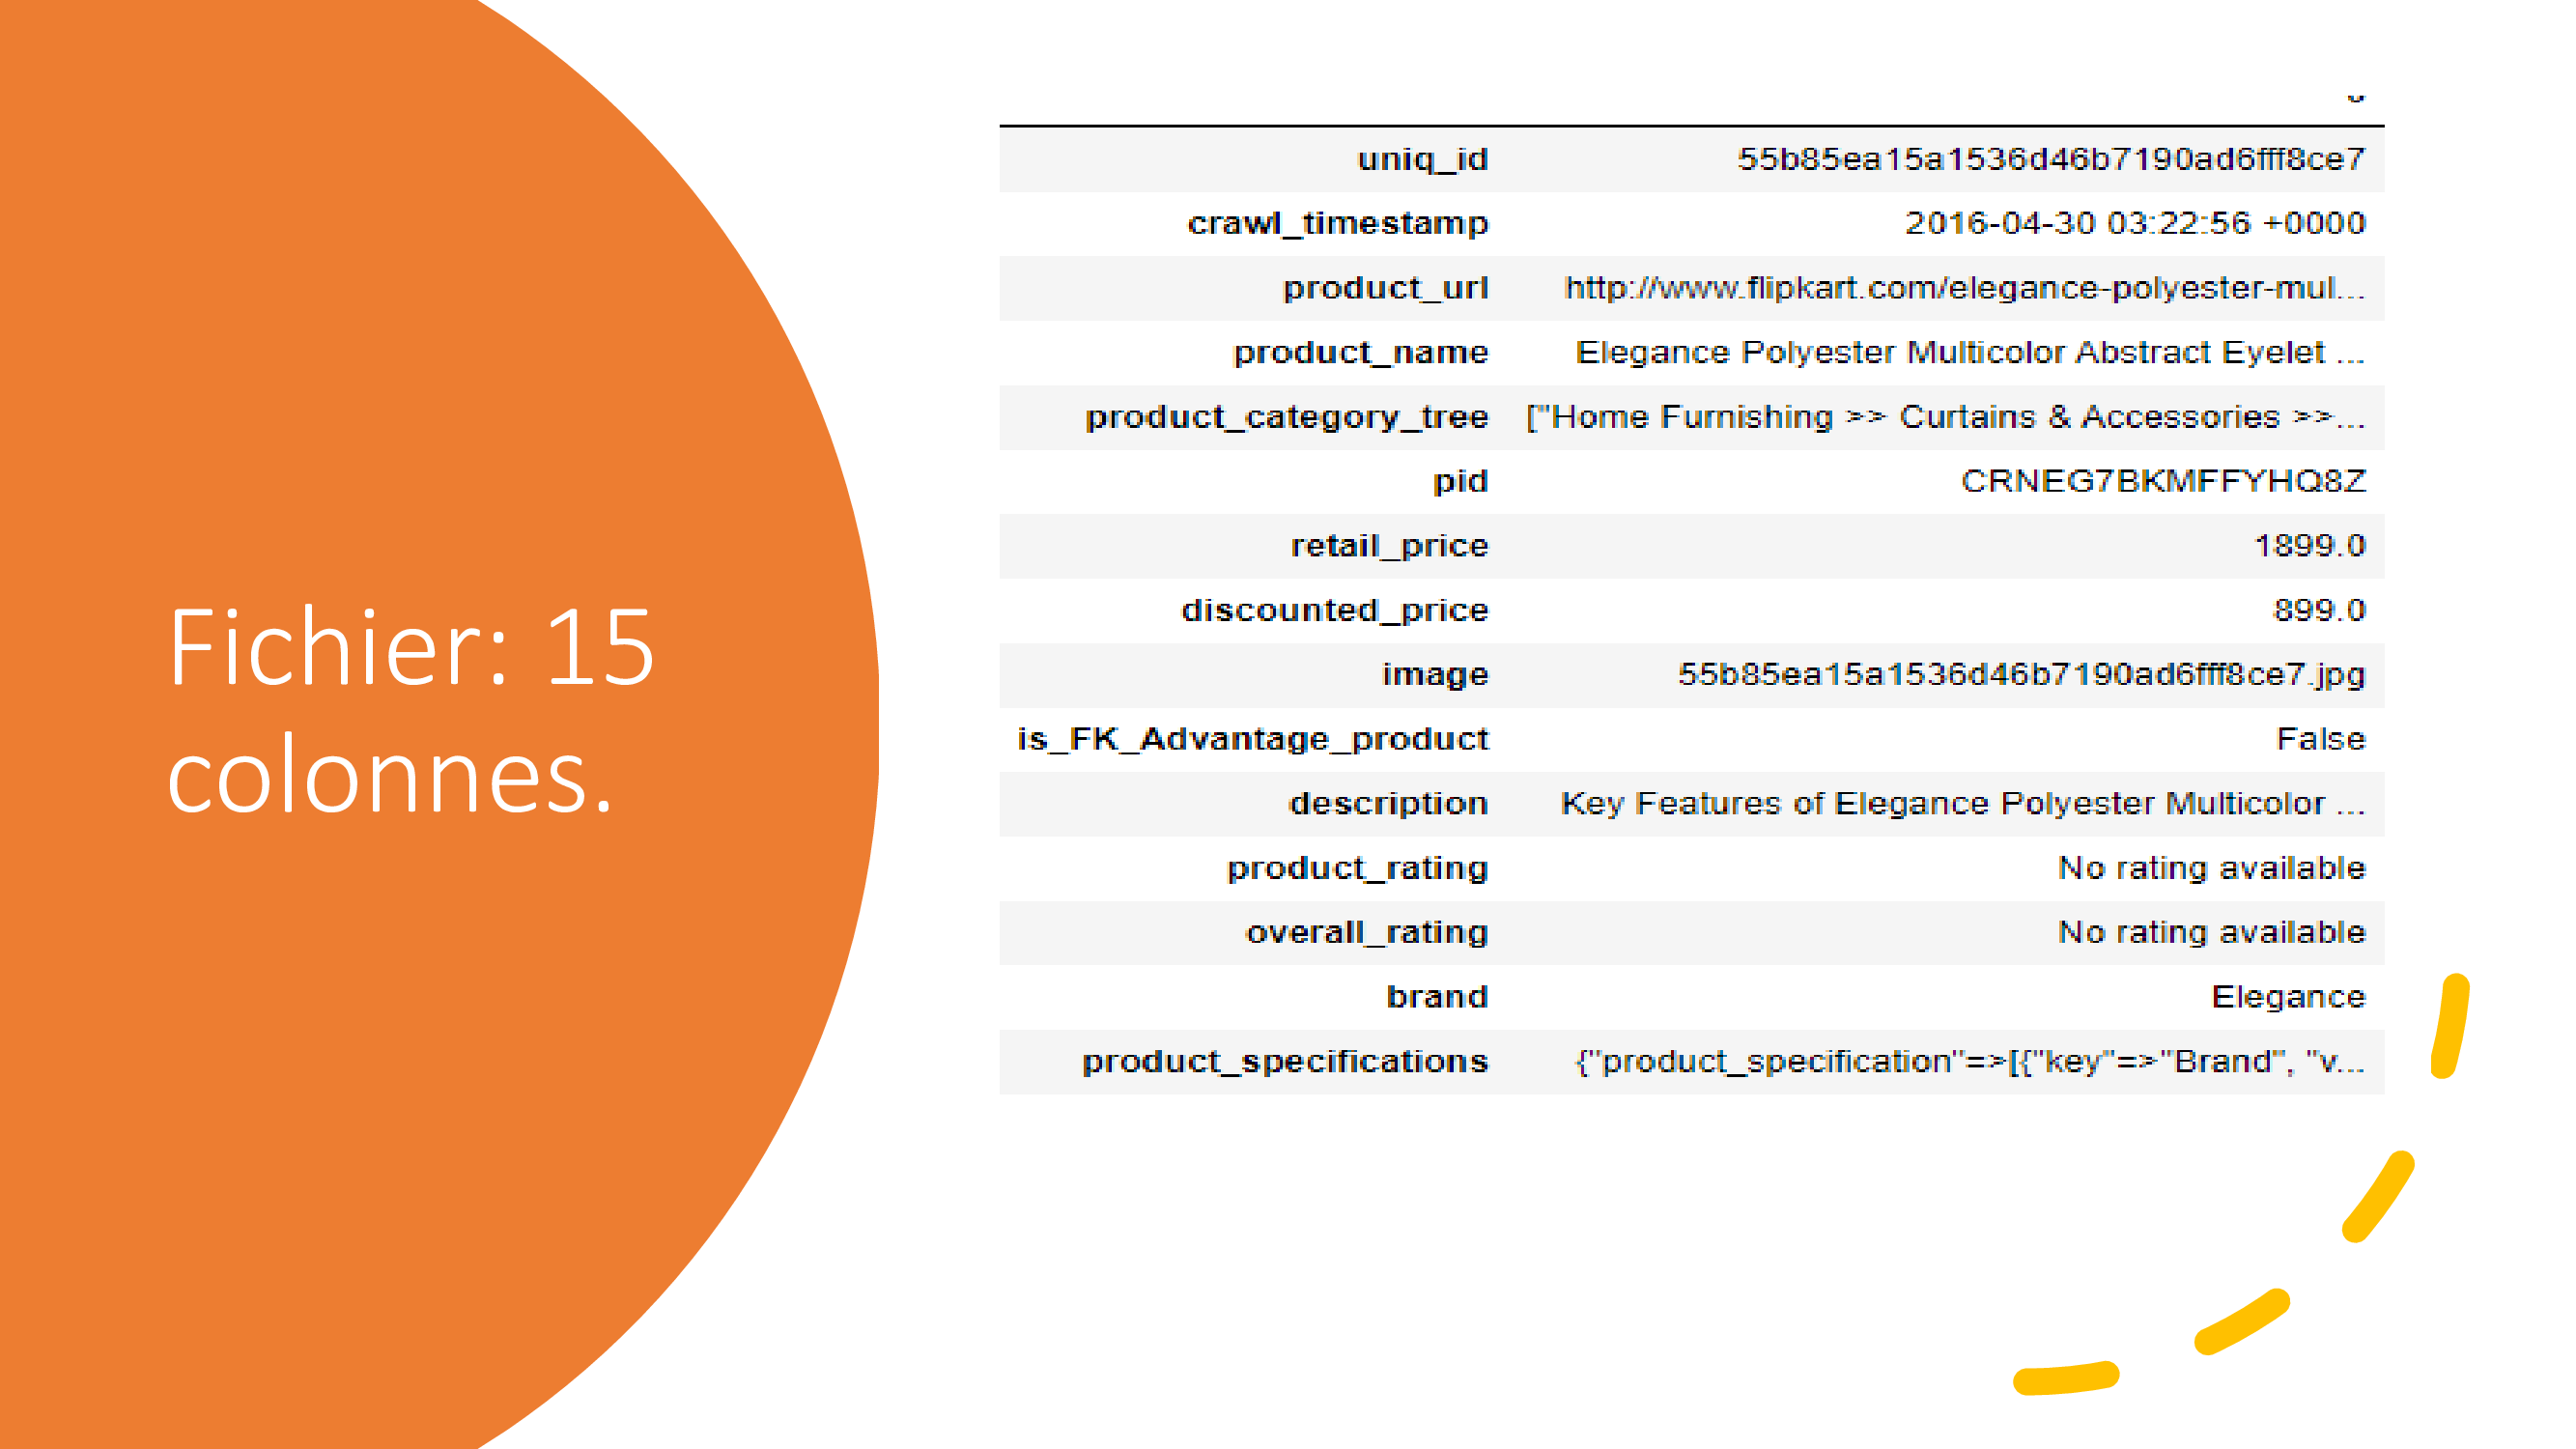 Fichier: 15
colonnes.
uniq_id 55b85ea15a1536d46b7190ad6fff8ce7
crawl_timestamp 2016-04-30 03:22:56 +0000
product_url http://www.flipkart.com/elegance-polyester-mul...
product_name Elegance Polyester Multicolor Abstract Eyelet ...
product_category_tree ["Home Furnishing >> Curtains & Accessories >>...
pid CRNEG7BKMFFYHQ8Z
retail_price 1899.0
discounted_price 899.0
image 55b85ea15a1536d46b7190ad6fff8ce7.jpg
is_FK_Advantage_product False
description Key Features of Elegance Polyester Multicolor ...
product_rating No rating available
overall_rating No rating available
brand Elegance
product_specifications {"product_specification"=>[{"key"=>"Brand", "v...